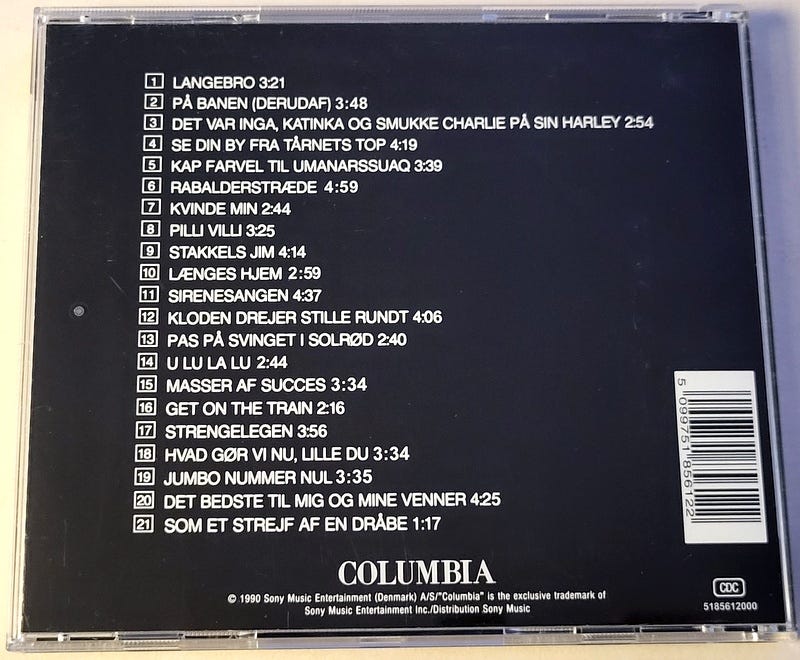 1 LANGEBRO 3:21
2 PÅ BANEN (DERUDAF) 3:48
3 DET VAR INGA, KATINKA OG SMUKKE CHARLIE PÅ SIN HARLEY 2:54
4 SE DIN BY FRA TÅRNETS TOP 4:19
5 KAP FARVEL TIL UMANARSSUAQ 3:39
6 RABALDERSTRÆDE 4:59
7 KVINDE MIN 2:44
8 PILLI VILLI 3:25
9 STAKKELS JIM 4:14
10 LÆNGES HJEM 2:59
11 SIRENESANGEN 4:37
12 KLODEN DREJER STILLE RUNDT 4:06
13 PAS PÅ SVINGET I SOLRØD 2:40
14 U LU LA LU 2:44
15 MASSER AF SUCCES 3:34
16 GET ON THE TRAIN 2:16
17 STRENGELEGEN 3:56
18 HVAD GØR VI NU, LILLE DU 3:34
19 JUMBO NUMMER NUL 3:35
20 DET BEDSTE TIL MIG OG MINE VENNER 4:25
21 SOM ET STREJF AF EN DRÅBE 1:17
5 099751 856122
COLUMBIA
© 1990 Sony Music Entertainment (Denmark) A/S/"Columbia" is the exclusive trademark of
Sony Music Entertainment Inc./Distribution Sony Music
CDC
5185612000